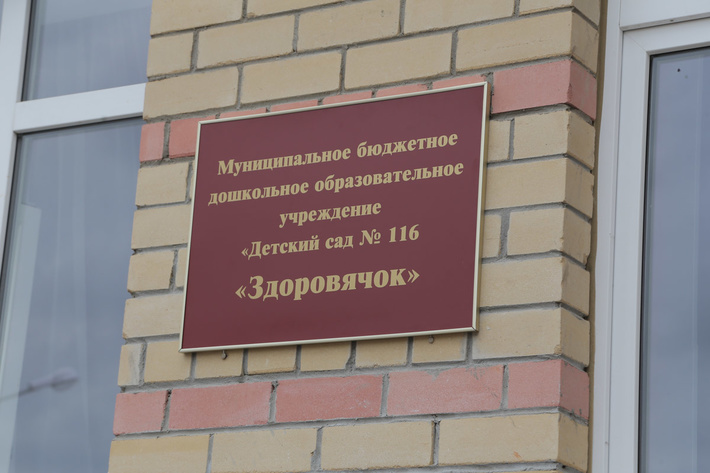 Муниципальное бюджетное
дошкольное образовательное
учреждение
«Детский сад № 116
«Здоровячок»